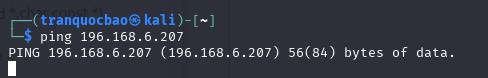 (tranquocbao㉿kali)-[~]
$ ping 196.168.6.207
PING 196.168.6.207 (196.168.6.207) 56(84) bytes of data.